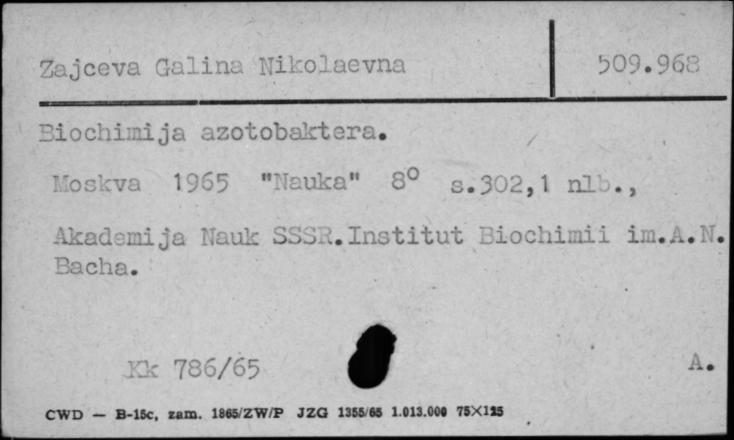 Zajceva Galina Nikolaevna 509.968
Biochimija azotobaktera.
Moskva 1965 "Nauka" 8° s.302,1 nlb.,
Akademija Nauk SSSR.Institut Biochimii im.A.N.
Bacha.
Kk 786/65 A.
CWD — B-15c, zam. 1865/ZW/P JZG 1355/65 1.013.000 75X125